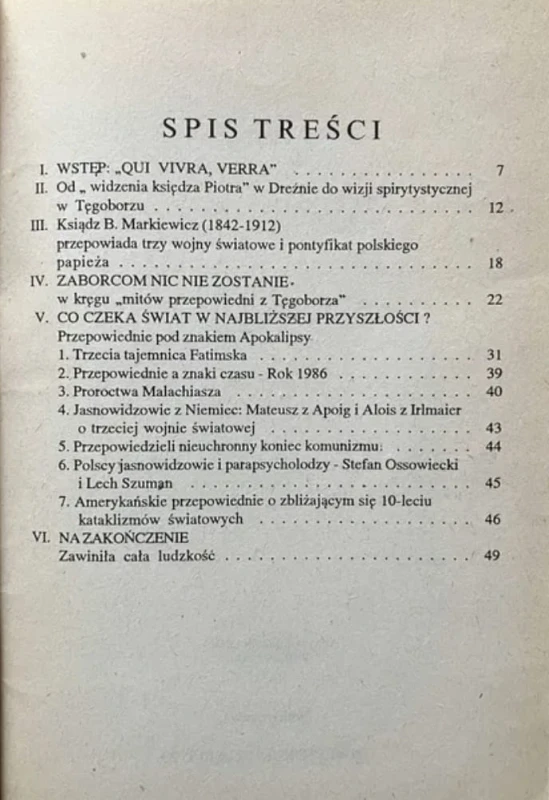 SPIS TREŚCI
I. WSTĘP: „QUI VIVRA, VERRA” . . . . . . . . . . . . . . . . 7
II. Od „ widzenia księdza Piotra” w Dreźnie do wizji spirytystycznej
w Tęgoborzu . . . . . . . . . . . . . . . . . . . . . . . . . . . . 12
III. Ksiądz B. Markiewicz (1842-1912)
przepowiada trzy wojny światowe i pontyfikat polskiego
papieża . . . . . . . . . . . . . . . . . . . . . . . . . . . . . . . 18
IV. ZABORCOM NIC NIE ZOSTANIE
w kręgu „mitów przepowiedni z Tęgoborza” . . . . . . . . . . 22
V. CO CZEKA ŚWIAT W NAJBLIŻSZEJ PRZYSZŁOŚCI ?
Przepowiednie pod znakiem Apokalipsy
1. Trzecia tajemnica Fatimska . . . . . . . . . . . . . . . . . . . 31
2. Przepowiednie a znaki czasu - Rok 1986 . . . . . . . . . . . . 39
3. Proroctwa Malachiasza . . . . . . . . . . . . . . . . . . . . . . 40
4. Jasnowidzowie z Niemiec: Mateusz z Apoig i Alois z Irlmaier
o trzeciej wojnie światowej . . . . . . . . . . . . . . . . . . . 43
5. Przepowiedzieli nieuchronny koniec komunizmu . . . . . . . . 44
6. Polscy jasnowidzowie i parapsycholodzy - Stefan Ossowiecki
i Lech Szuman . . . . . . . . . . . . . . . . . . . . . . . . . . 45
7. Amerykańskie przepowiednie o zbliżającym się 10-leciu
kataklizmów światowych . . . . . . . . . . . . . . . . . . . 46
VI. NA ZAKOŃCZENIE
Zawiniła cała ludzkość . . . . . . . . . . . . . . . . . . . . . . 49